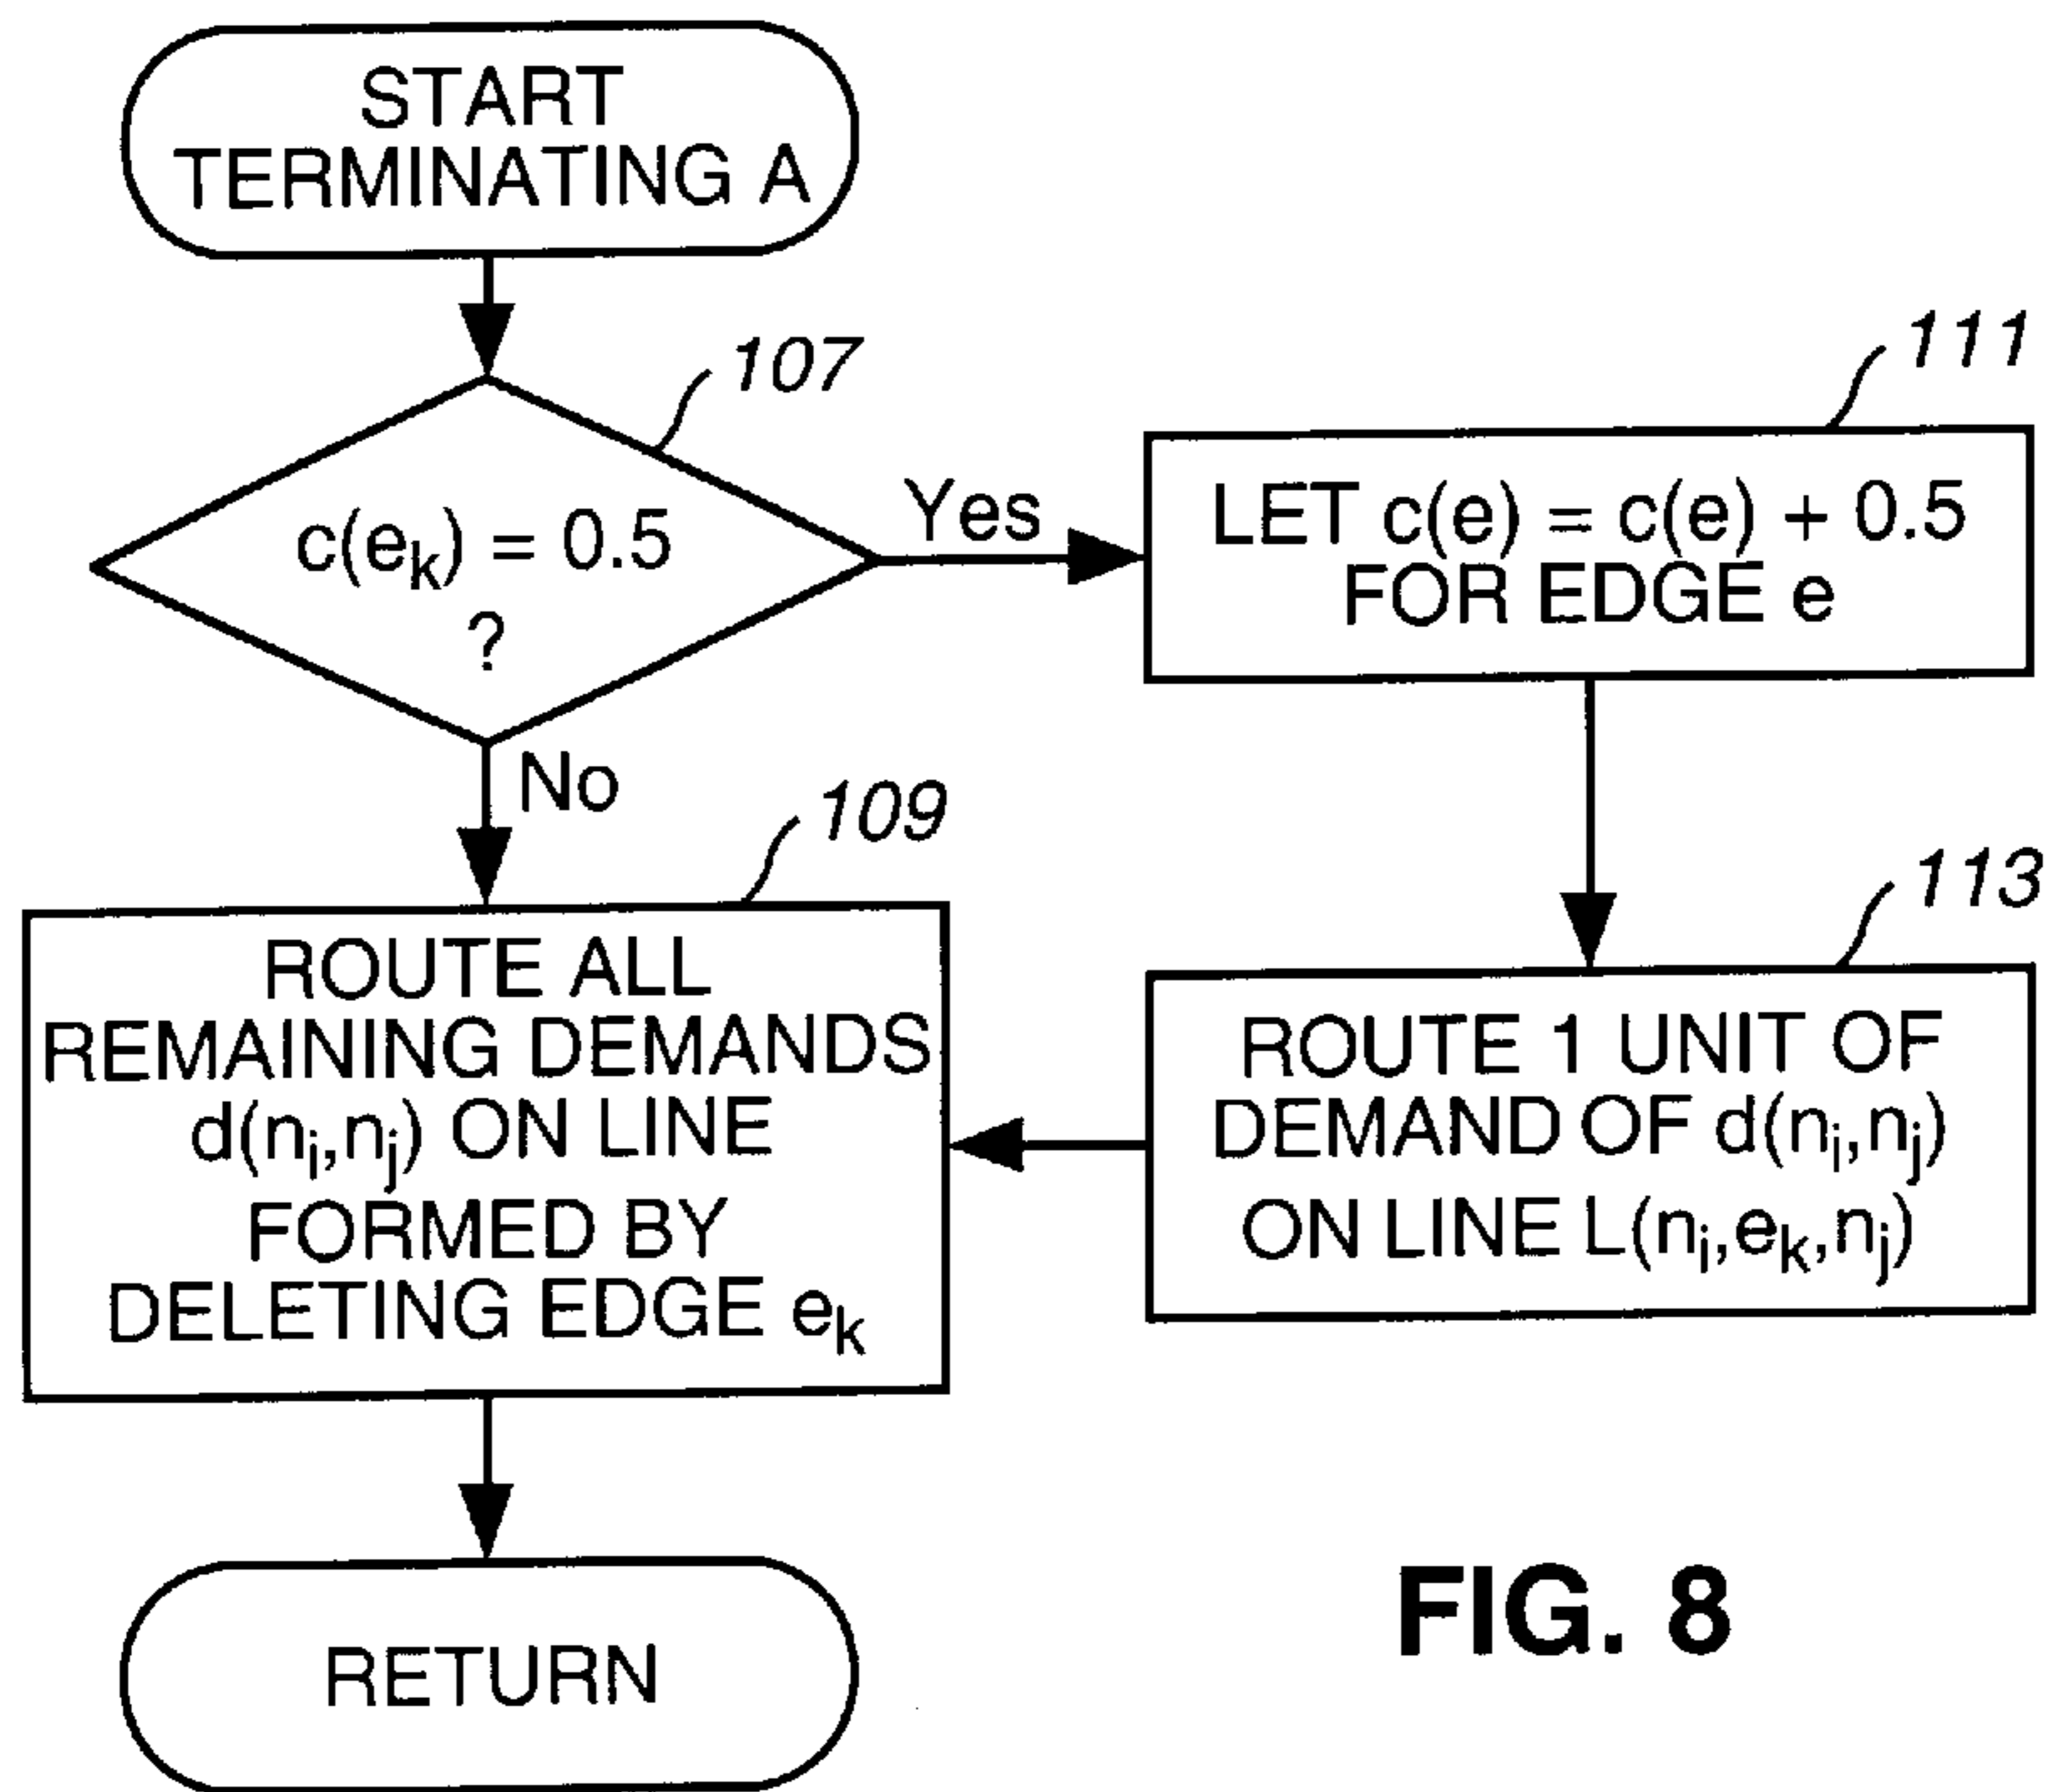 START
TERMINATING A
107
c(eₖ) = 0.5
?
Yes
No
111
LET c(e) = c(e) + 0.5
FOR EDGE e
109
ROUTE ALL
REMAINING DEMANDS
d(nᵢ,nⱼ) ON LINE
FORMED BY
DELETING EDGE eₖ
113
ROUTE 1 UNIT OF
DEMAND OF d(nᵢ,nⱼ)
ON LINE L(nᵢ,eₖ,nⱼ)
RETURN
FIG. 8